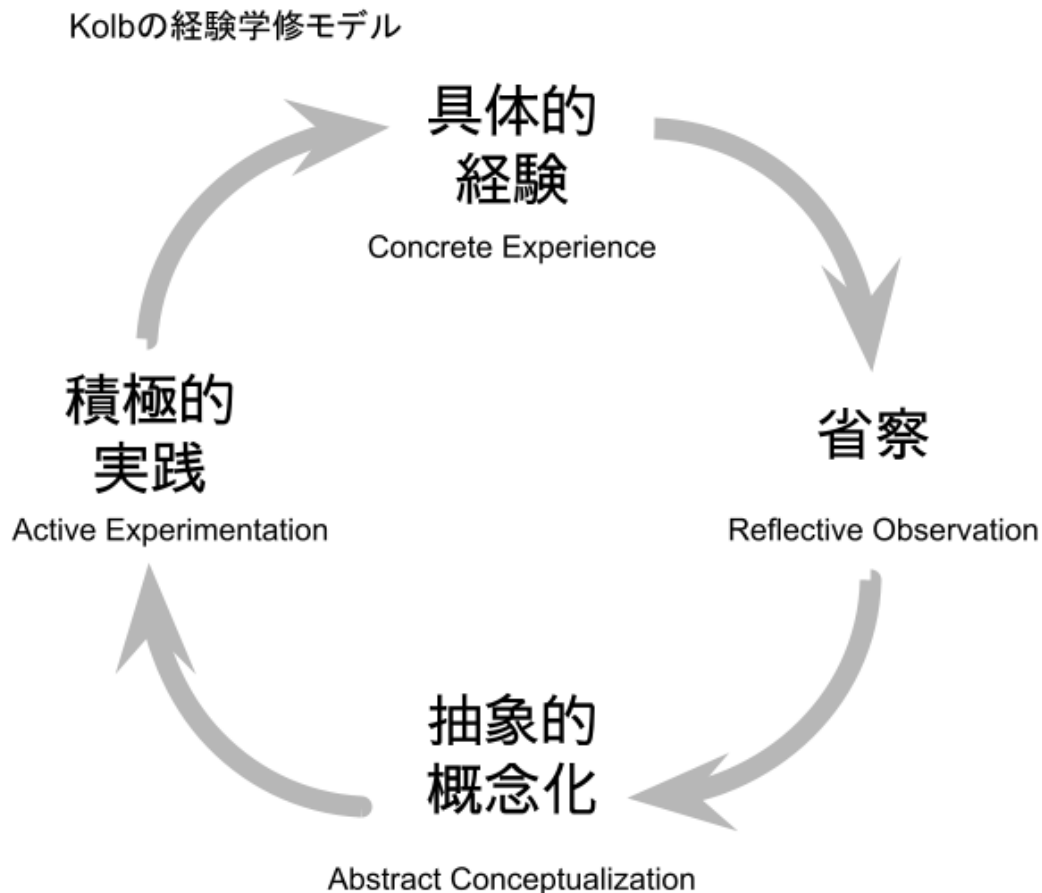 Kolbの経験学修モデル
具体的
経験
Concrete Experience
省察
Reflective Observation
抽象的
概念化
Abstract Conceptualization
積極的
実践
Active Experimentation